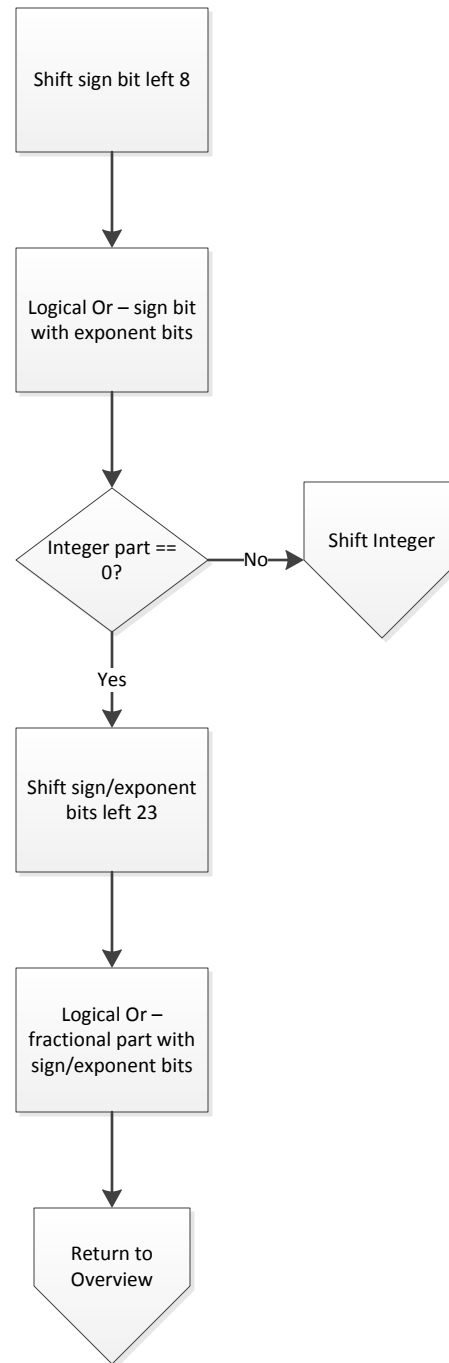 Shift sign bit left 8
Logical Or – sign bit
with exponent bits
Integer part ==
0?
No
Shift Integer
Yes
Shift sign/exponent
bits left 23
Logical Or –
fractional part with
sign/exponent bits
Return to
Overview